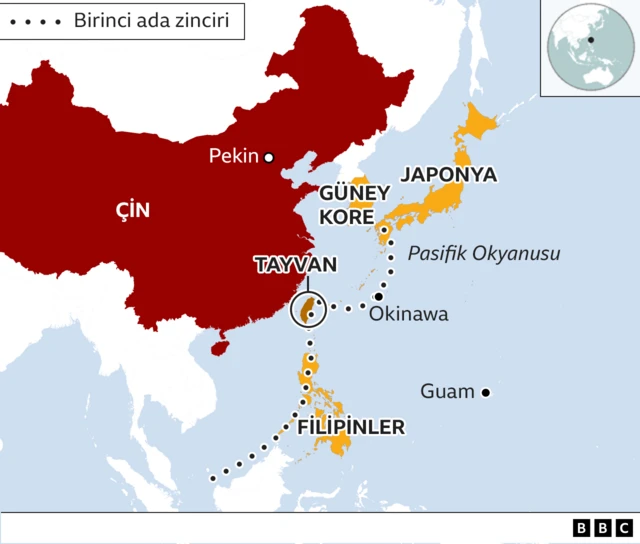 Birinci ada zinciri
Pekin
JAPONYA
ÇİN
GÜNEY
KORE
Pasifik Okyanusu
TAYVAN
Okinawa
Guam
FİLİPİNLER
BBC